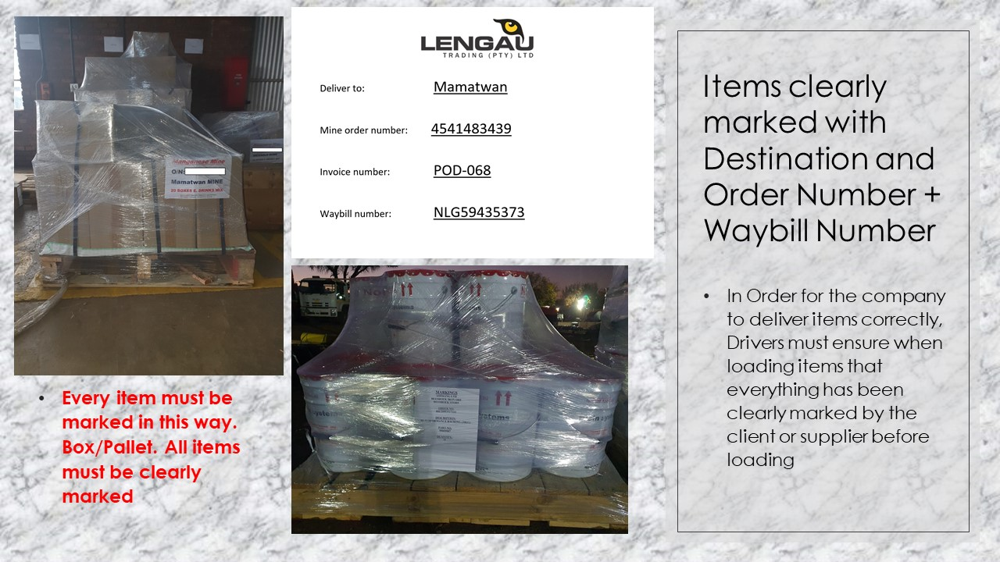 Manganese Mine
O/N:
Mamatwan MINE
LENGAU
TRADING (PTY) LTD
Deliver to: Mamatwan
Mine order number: 4541483439
Invoice number: POD-068
Waybill number: NLG59435373
MARKINGS
Items clearly
marked with
Destination and
Order Number +
Waybill Number
• In Order for the company
to deliver items correctly,
Drivers must ensure when
loading items that
everything has been
clearly marked by the
client or supplier before
loading
• Every item must be
marked in this way.
Box/Pallet. All items
must be clearly
marked